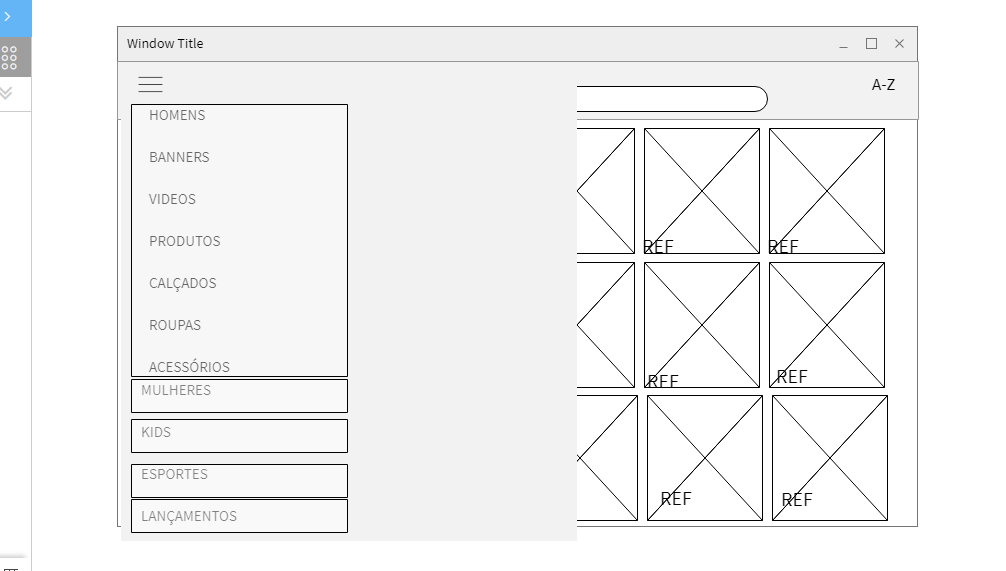 Window Title
A-Z
HOMENS
BANNERS
VIDEOS
PRODUTOS
CALÇADOS
ROUPAS
ACESSÓRIOS
MULHERES
KIDS
ESPORTES
LANÇAMENTOS
REF
REF
REF
REF
REF
REF